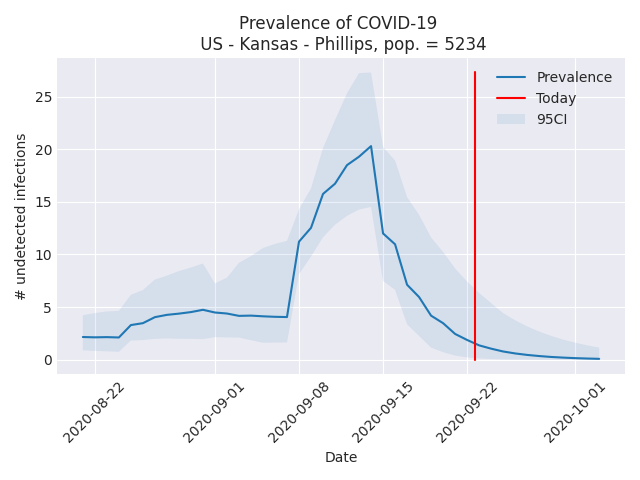 Prevalence of COVID-19
US - Kansas - Phillips, pop. = 5234
# undetected infections
25
20
15
10
5
0
Prevalence
Today
95CI
2020-08-22
2020-09-01
2020-09-08
2020-09-15
2020-09-22
2020-10-01
Date